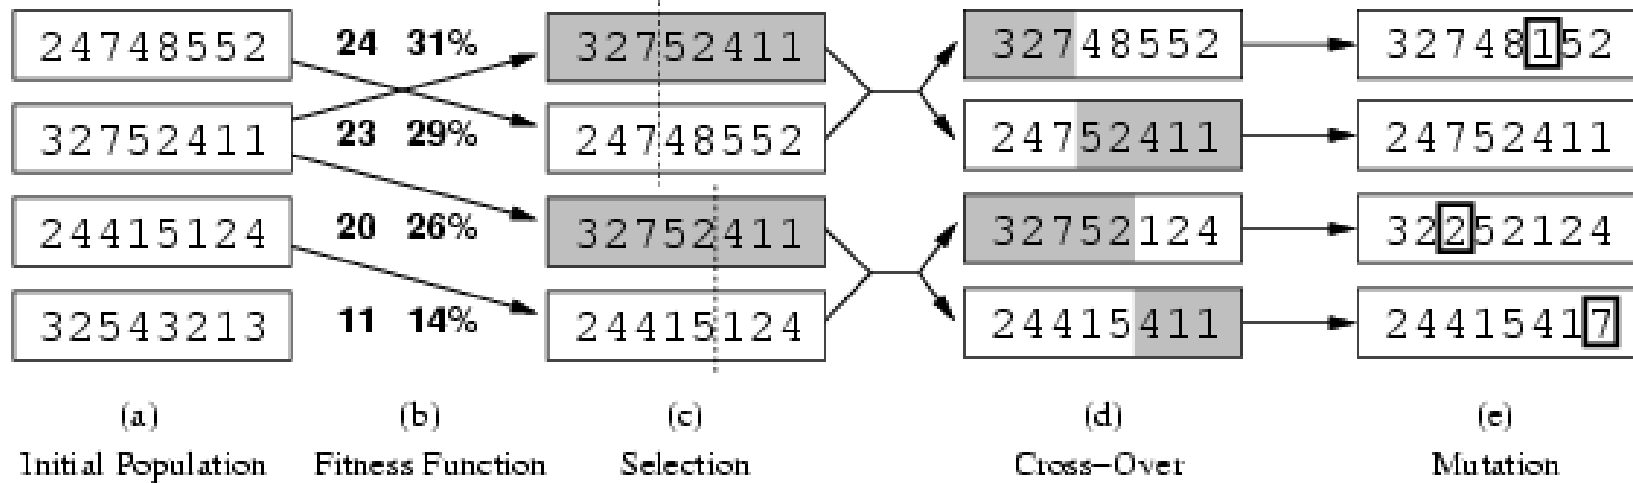 24748552 24 31% 32752411 32748552 32748152
32752411 23 29% 24748552 24752411 24752411
24415124 20 26% 32752411 32752124 32252124
32543213 11 14% 24415124 24415411 24415417
(a) (b) (c) (d) (e)
Initial Population Fitness Function Selection Cross-Over Mutation